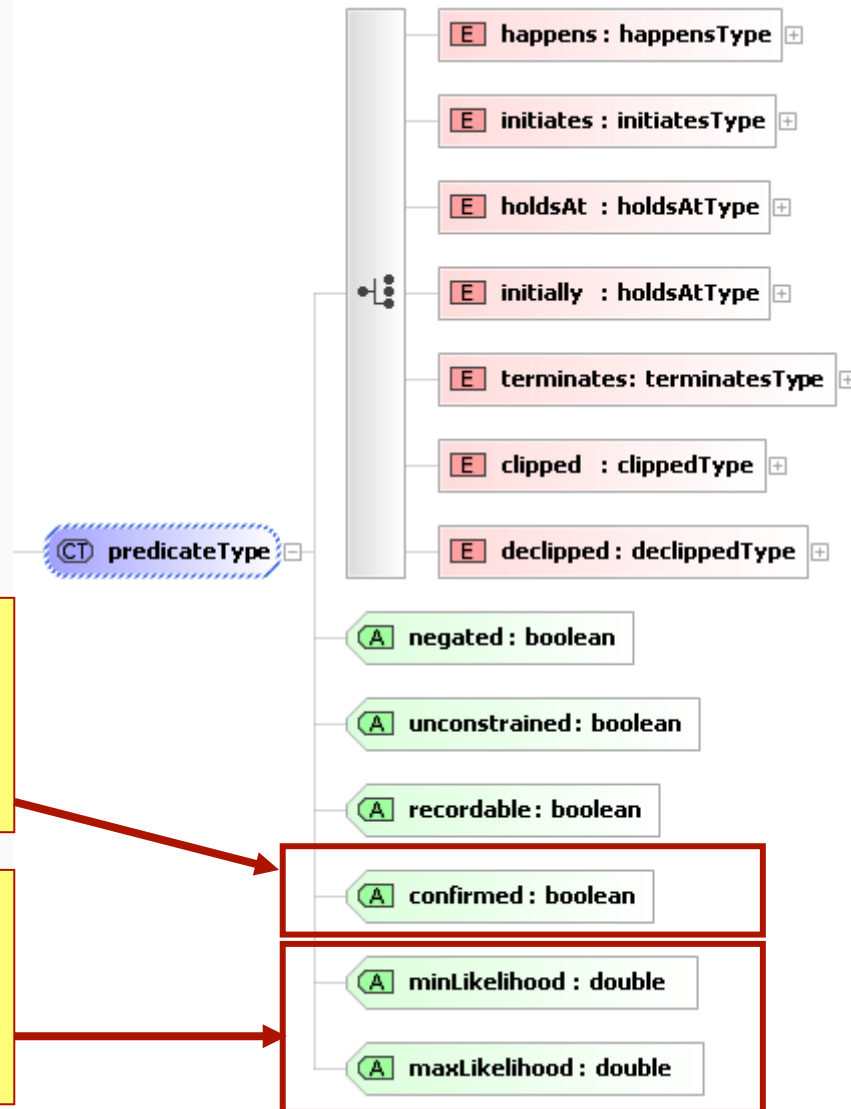 E happens : happensType
E initiates : initiatesType
E holdsAt : holdsAtType
E initially : holdsAtType
E terminates: terminatesType
E clipped : clippedType
CT predicateType
E declipped : declippedType
A negated : boolean
A unconstrained: boolean
A recordable: boolean
A confirmed : boolean
A minLikelihood : double
A maxLikelihood : double